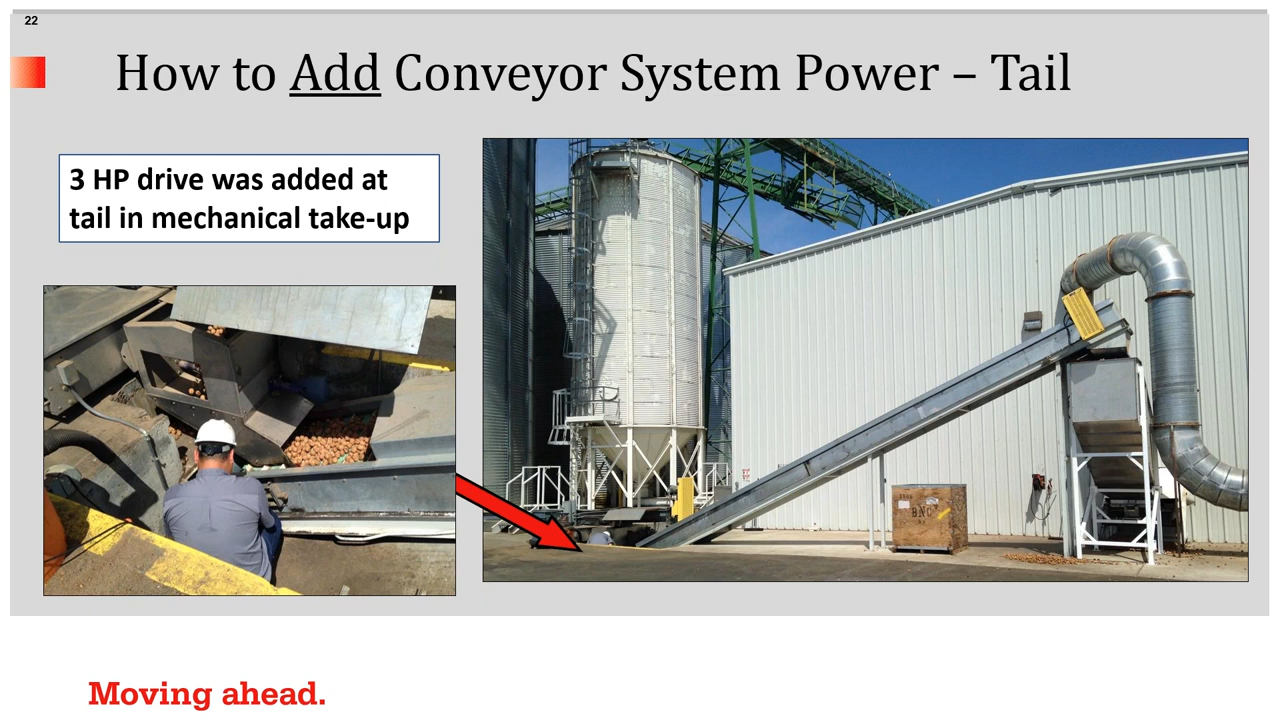 22
How to Add Conveyor System Power – Tail
3 HP drive was added at
tail in mechanical take-up
BNC
Moving ahead.